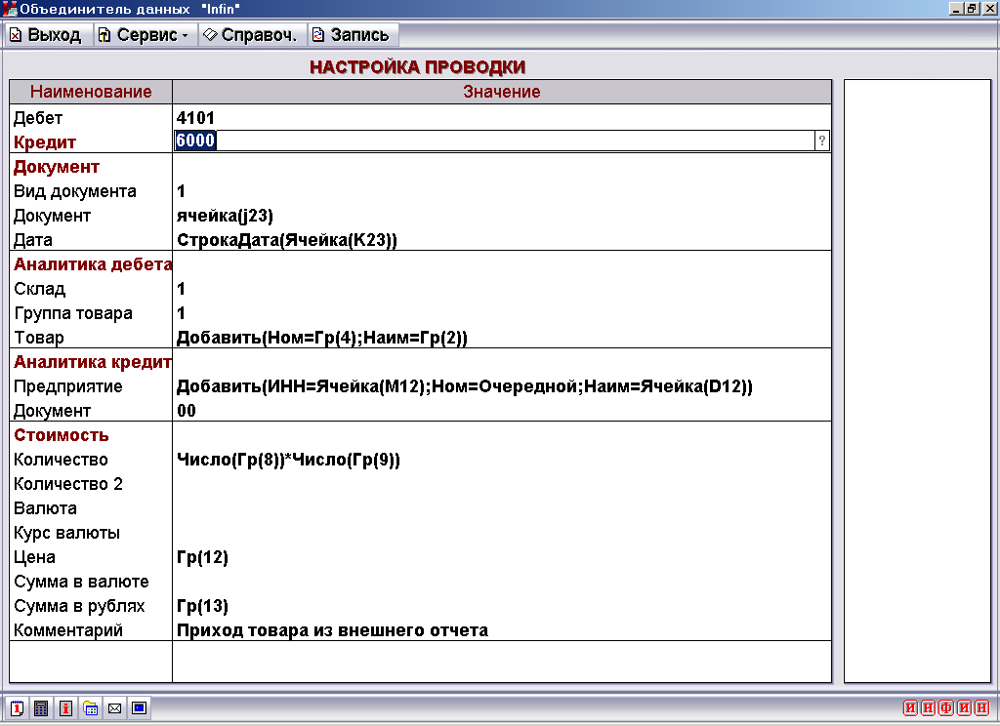 Объединитель данных "Infin"
Выход Сервис Справоч. Запись
НАСТРОЙКА ПРОВОДКИ
Наименование Значение
Дебет 4101
Кредит 6000 ?
Документ
Вид документа 1
Документ ячейка(j23)
Дата СтрокаДата(Ячейка(K23))
Аналитика дебета
Склад 1
Группа товара 1
Товар Добавить(Ном=Гр(4);Наим=Гр(2))
Аналитика кредит
Предприятие Добавить(ИНН=Ячейка(M12);Ном=Очередной;Наим=Ячейка(D12))
Документ 00
Стоимость
Количество Число(Гр(8))*Число(Гр(9))
Количество 2
Валюта
Курс валюты
Цена Гр(12)
Сумма в валюте
Сумма в рублях Гр(13)
Комментарий Приход товара из внешнего отчета
ИНФИН